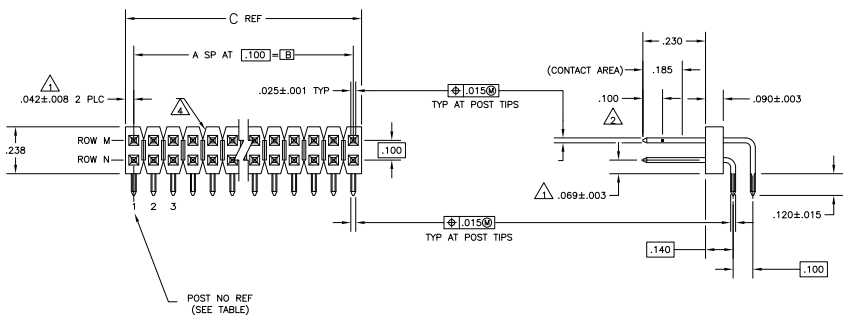 C REF
A SP AT .100 = B
1
.042±.008 2 PLC
4
.025±.001 TYP
⌖ .015Ⓜ
TYP AT POST TIPS
.238
ROW M
ROW N
.100
1 2 3
⌖ .015Ⓜ
TYP AT POST TIPS
POST NO REF
(SEE TABLE)
.230
(CONTACT AREA) .185
.100
2
.090±.003
1 .069±.003
.120±.015
.140
.100